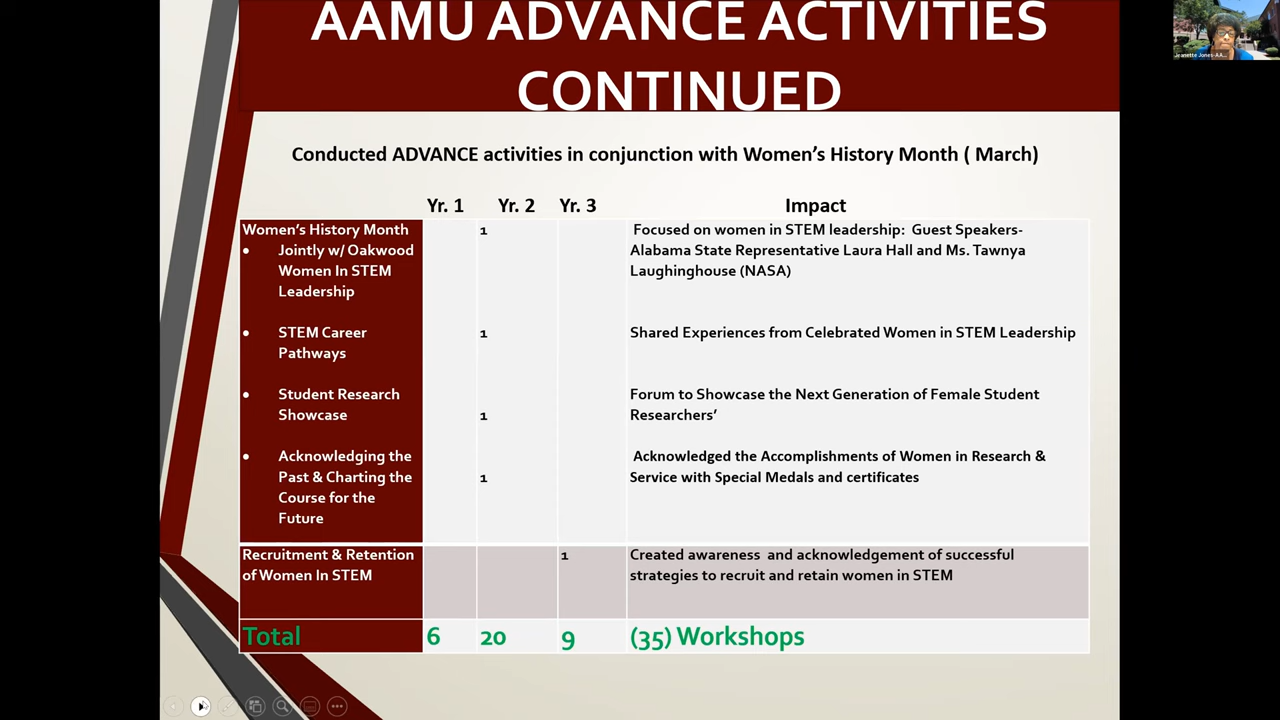 AAMU ADVANCE ACTIVITIES
CONTINUED
Jeanette Jones-AA...
Conducted ADVANCE activities in conjunction with Women's History Month ( March)
Yr. 1 Yr. 2 Yr. 3 Impact
Women's History Month 1 Focused on women in STEM leadership: Guest Speakers-
• Jointly w/ Oakwood Alabama State Representative Laura Hall and Ms. Tawnya
Women In STEM Laughinghouse (NASA)
Leadership
• STEM Career 1 Shared Experiences from Celebrated Women in STEM Leadership
Pathways
• Student Research Forum to Showcase the Next Generation of Female Student
Showcase 1 Researchers'
• Acknowledging the Acknowledged the Accomplishments of Women in Research &
Past & Charting the 1 Service with Special Medals and certificates
Course for the
Future
Recruitment & Retention 1 Created awareness and acknowledgement of successful
of Women In STEM strategies to recruit and retain women in STEM
Total 6 20 9 (35) Workshops